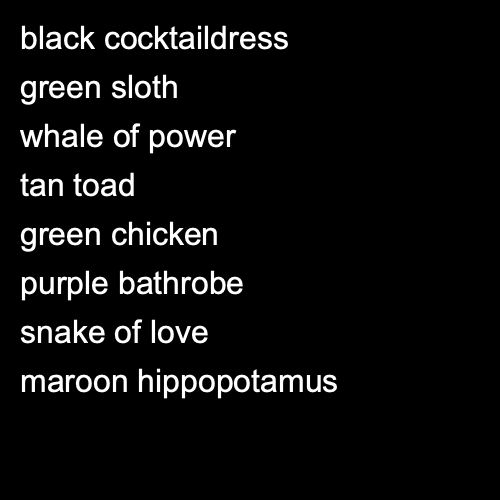 black cocktaildress
green sloth
whale of power
tan toad
green chicken
purple bathrobe
snake of love
maroon hippopotamus